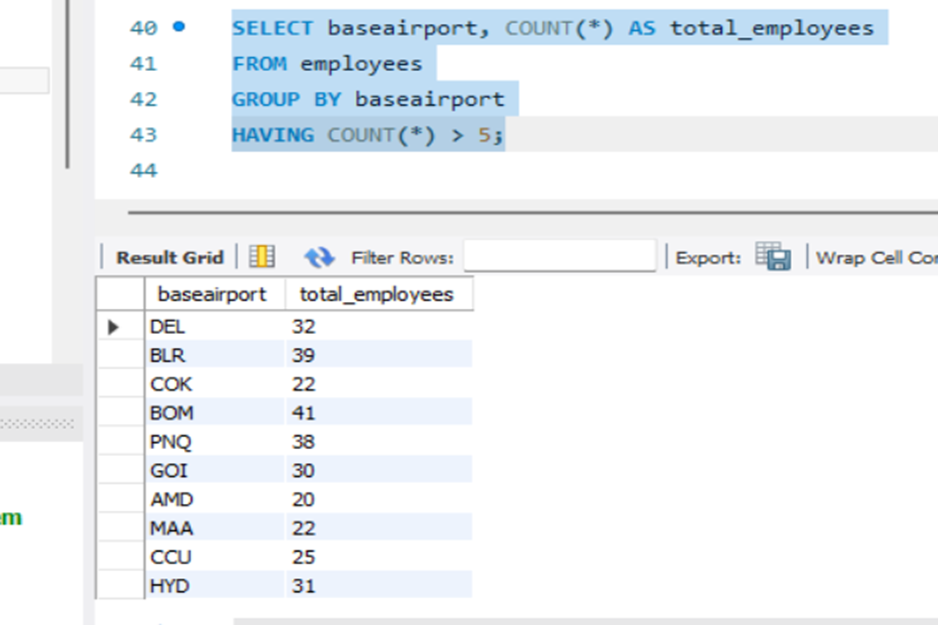 40 SELECT baseairport, COUNT(*) AS total_employees
41 FROM employees
42 GROUP BY baseairport
43 HAVING COUNT(*) > 5;
44
Result Grid Filter Rows: Export: Wrap Cell Con
baseairport total_employees
DEL 32
BLR 39
COK 22
BOM 41
PNQ 38
GOI 30
AMD 20
MAA 22
CCU 25
HYD 31
em